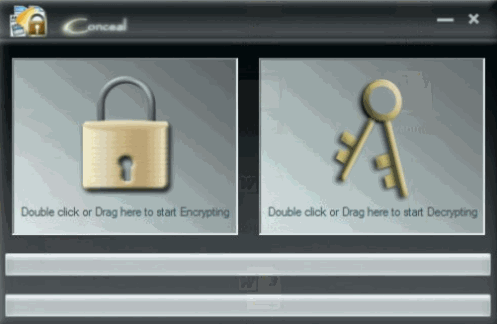 Conceal
Double click or Drag here to start Encrypting
Double click or Drag here to start Decrypting